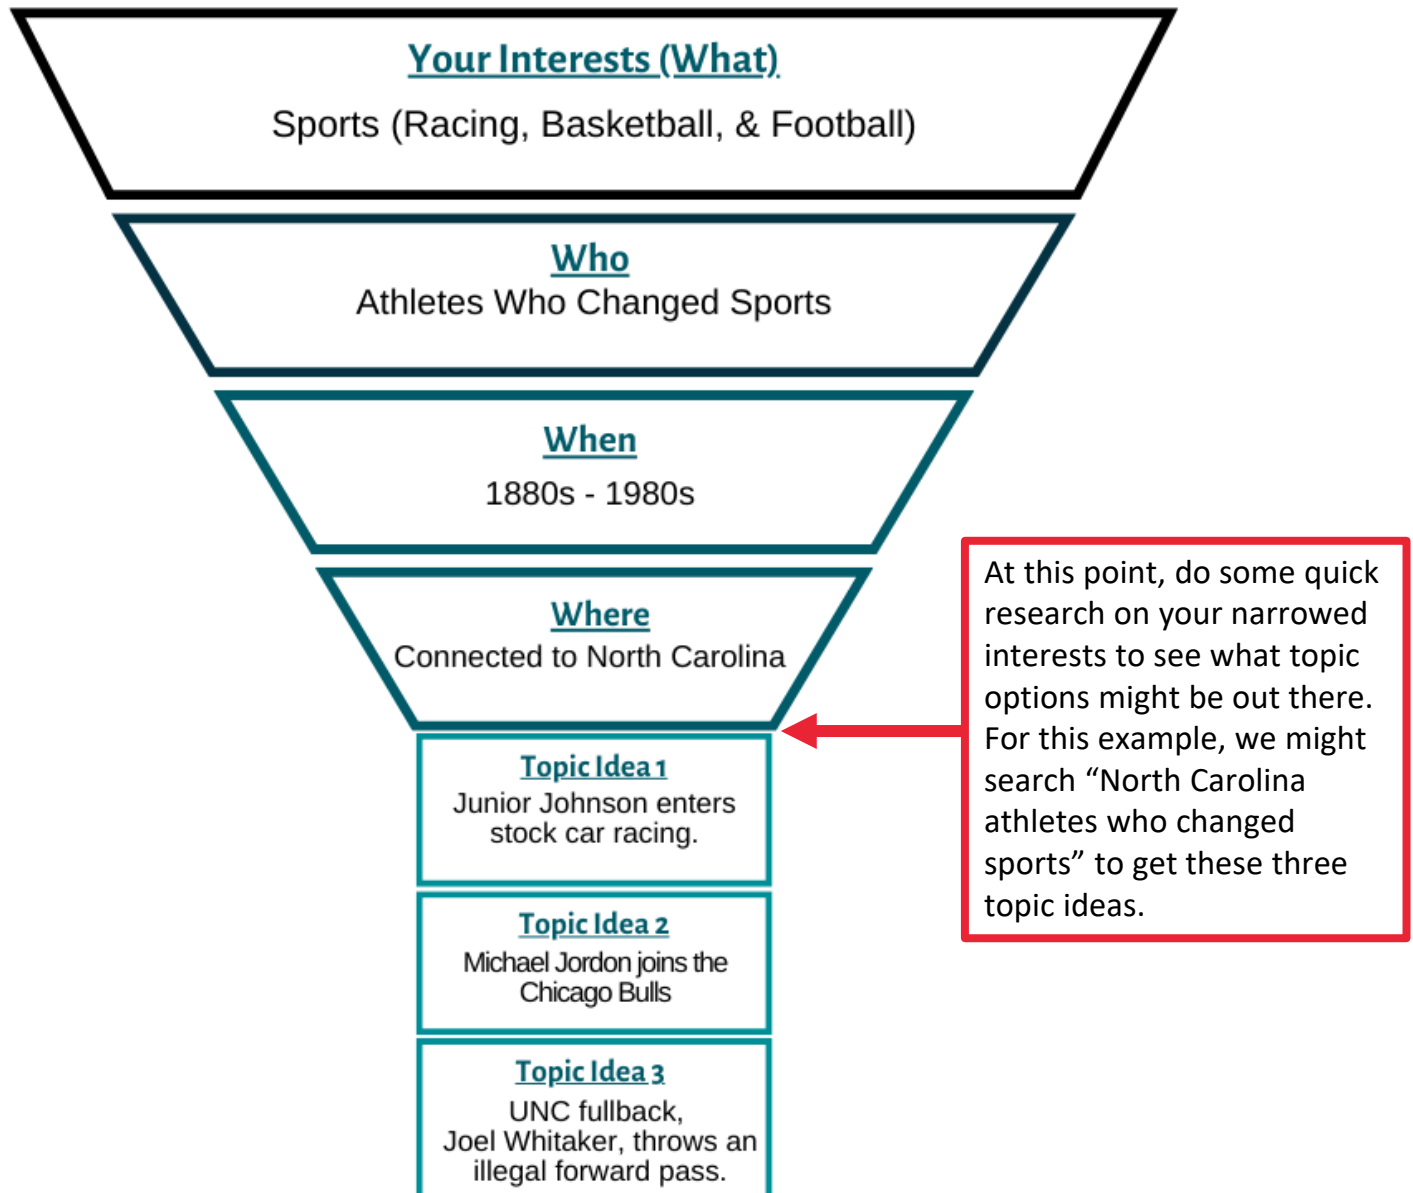 Your Interests (What)
Sports (Racing, Basketball, & Football)
Who
Athletes Who Changed Sports
When
1880s - 1980s
Where
Connected to North Carolina
At this point, do some quick
research on your narrowed
interests to see what topic
options might be out there.
For this example, we might
search “North Carolina
athletes who changed
sports” to get these three
topic ideas.
Topic Idea 1
Junior Johnson enters
stock car racing.
Topic Idea 2
Michael Jordon joins the
Chicago Bulls
Topic Idea 3
UNC fullback,
Joel Whitaker, throws an
illegal forward pass.